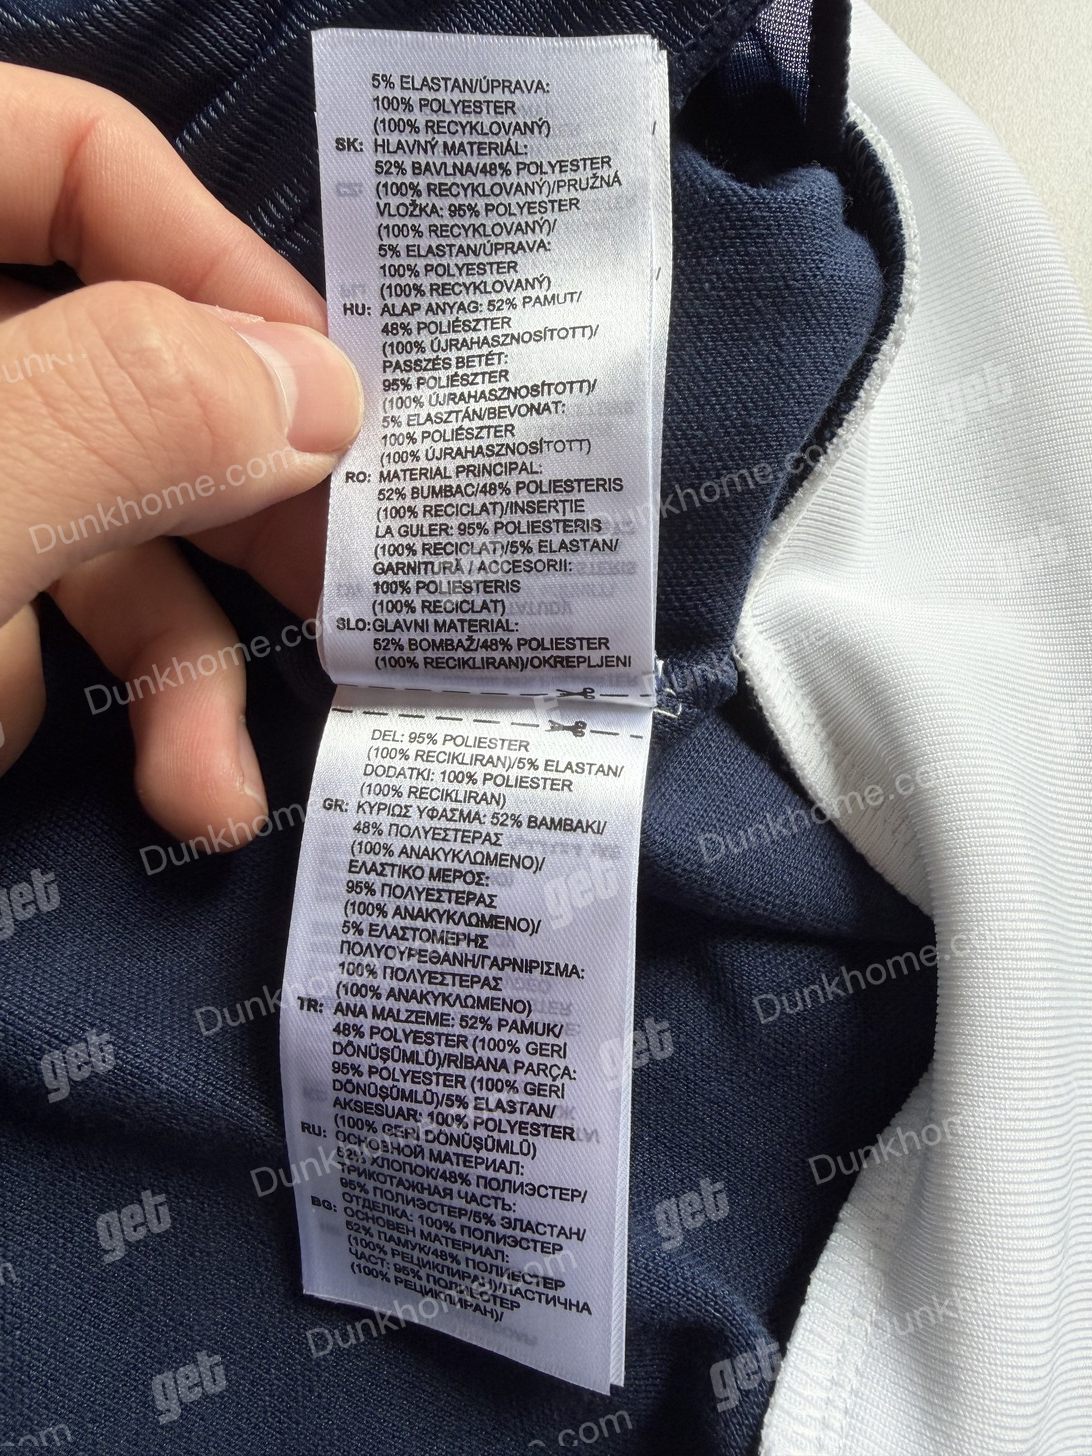 5% ELASTAN/ÚPRAVA:
100% POLYESTER
(100% RECYKLOVANÝ)
SK: HLAVNÝ MATERIÁL:
52% BAVLNA/48% POLYESTER
(100% RECYKLOVANÝ)/PRUŽNÁ
VLOŽKA: 95% POLYESTER
(100% RECYKLOVANÝ)/
5% ELASTAN/ÚPRAVA:
100% POLYESTER
(100% RECYKLOVANÝ)
HU: ALAP ANYAG: 52% PAMUT/
48% POLIÉSZTER
(100% ÚJRAHASZNOSÍTOTT)/
PASSZÉS BETÉT:
95% POLIÉSZTER
(100% ÚJRAHASZNOSÍTOTT)/
5% ELASZTÁN/BEVONAT:
100% POLIÉSZTER
(100% ÚJRAHASZNOSÍTOTT)
RO: MATERIAL PRINCIPAL:
52% BUMBAC/48% POLIESTERIS
(100% RECICLAT)/INSERŢIE
LA GULER: 95% POLIESTERIS
(100% RECICLAT)/5% ELASTAN/
GARNITURĂ / ACCESORII:
100% POLIESTERIS
(100% RECICLAT)
SLO: GLAVNI MATERIAL:
52% BOMBAŽ/48% POLIESTER
(100% RECIKLIRAN)/OKREPLJENI
DEL: 95% POLIESTER
(100% RECIKLIRAN)/5% ELASTAN/
DODATKI: 100% POLIESTER
(100% RECIKLIRAN)
GR: ΚΥΡΙΩΣ ΥΦΑΣΜΑ: 52% ΒΑΜΒΑΚΙ/
48% ΠΟΛΥΕΣΤΕΡΑΣ
(100% ΑΝΑΚΥΚΛΩΜΕΝΟ)/
ΕΛΑΣΤΙΚΟ ΜΕΡΟΣ:
95% ΠΟΛΥΕΣΤΕΡΑΣ
(100% ΑΝΑΚΥΚΛΩΜΕΝΟ)/
5% ΕΛΑΣΤΟΜΕΡΗΣ
ΠΟΛΥΟΥΡΕΘΑΝΗ/ΓΑΡΝΙΡΙΣΜΑ:
100% ΠΟΛΥΕΣΤΕΡΑΣ
(100% ΑΝΑΚΥΚΛΩΜΕΝΟ)
TR: ANA MALZEME: 52% PAMUK/
48% POLYESTER (100% GERİ
DÖNÜŞÜMLÜ)/RİBANA PARÇA:
95% POLYESTER (100% GERİ
DÖNÜŞÜMLÜ)/5% ELASTAN/
AKSESUAR: 100% POLYESTER
(100% GERİ DÖNÜŞÜMLÜ)
RU: ОСНОВНОЙ МАТЕРИАЛ:
52% ХЛОПОК/48% ПОЛИЭСТЕР/
ТРИКОТАЖНАЯ ЧАСТЬ:
95% ПОЛИЭСТЕР/5% ЭЛАСТАН/
ОТДЕЛКА: 100% ПОЛИЭСТЕР
BG: ОСНОВЕН МАТЕРИАЛ:
52% ПАМУК/48% ПОЛИЕСТЕР
(100% РЕЦИКЛИРАН)/ЛАСТИЧНА
ЧАСТ: 95% ПОЛИЕСТЕР
(100% РЕЦИКЛИРАН)/